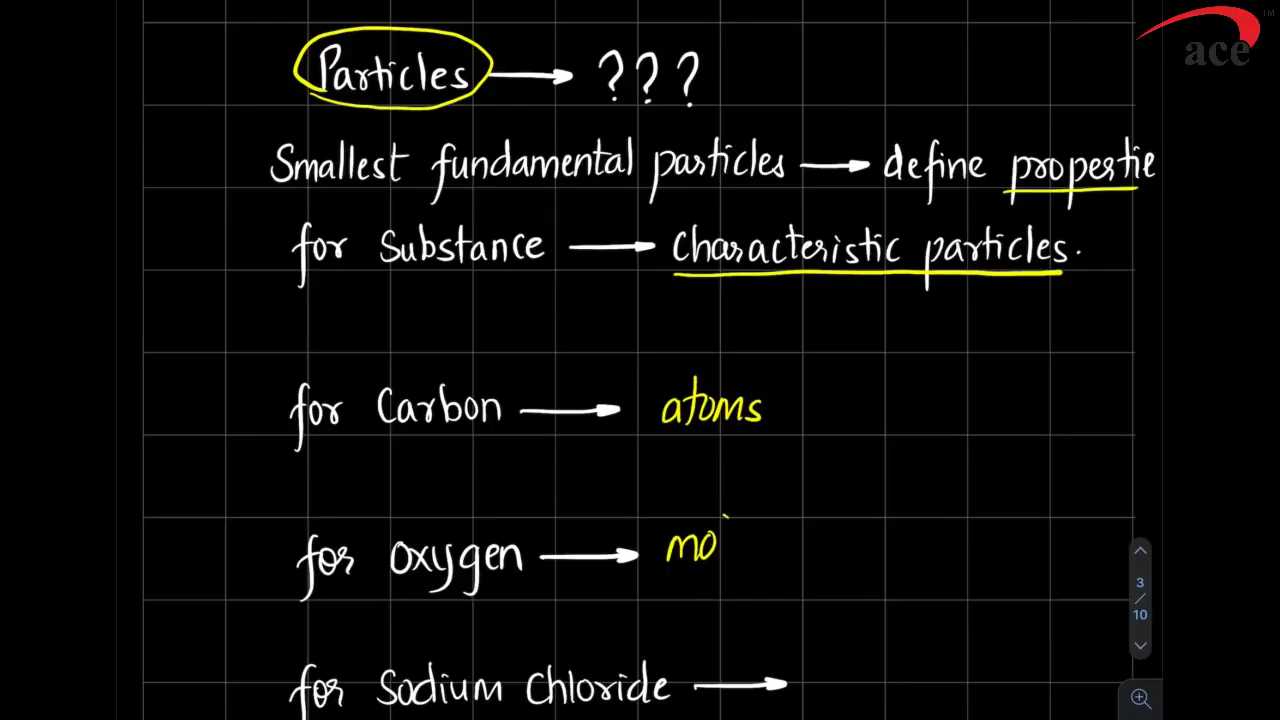 ace
TM
Particles → ???
Smallest fundamental particles → define propertie
for Substance → Characteristic particles.
for Carbon → atoms
for Oxygen → mo
for Sodium Chloride →
3
/
10